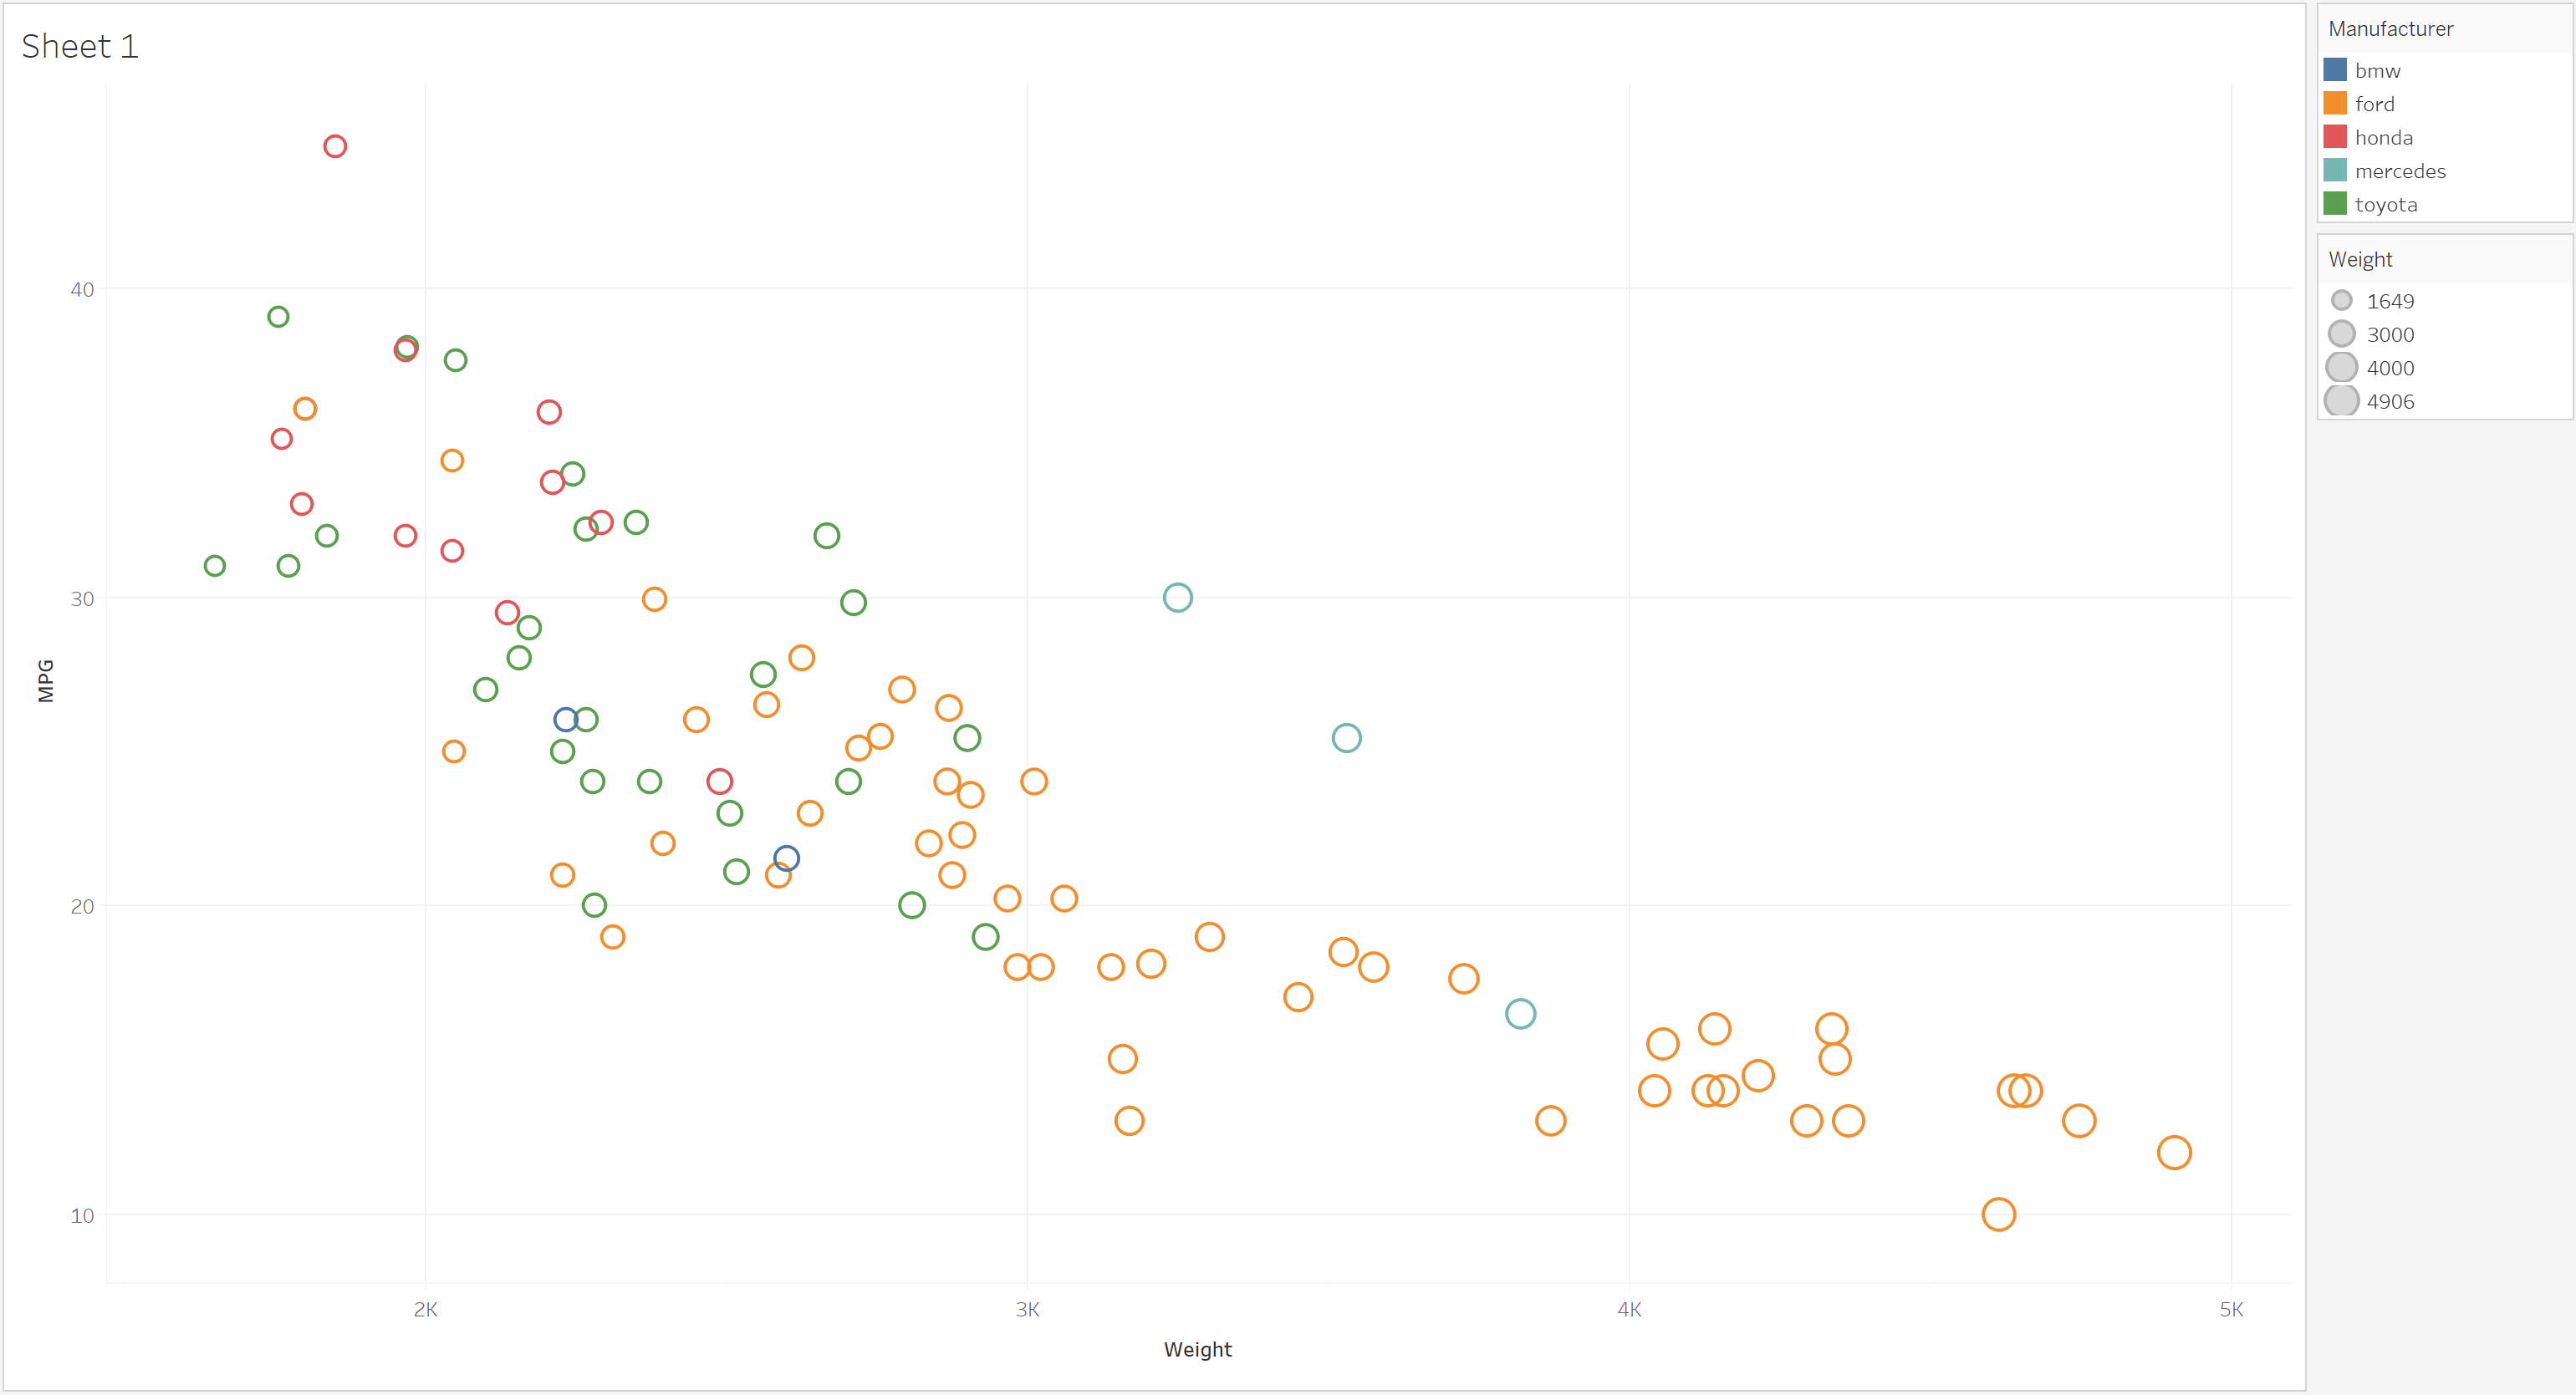 Sheet 1
40
30
20
10
MPG
2K
3K
4K
5K
Weight
Manufacturer
bmw
ford
honda
mercedes
toyota
Weight
1649
3000
4000
4906